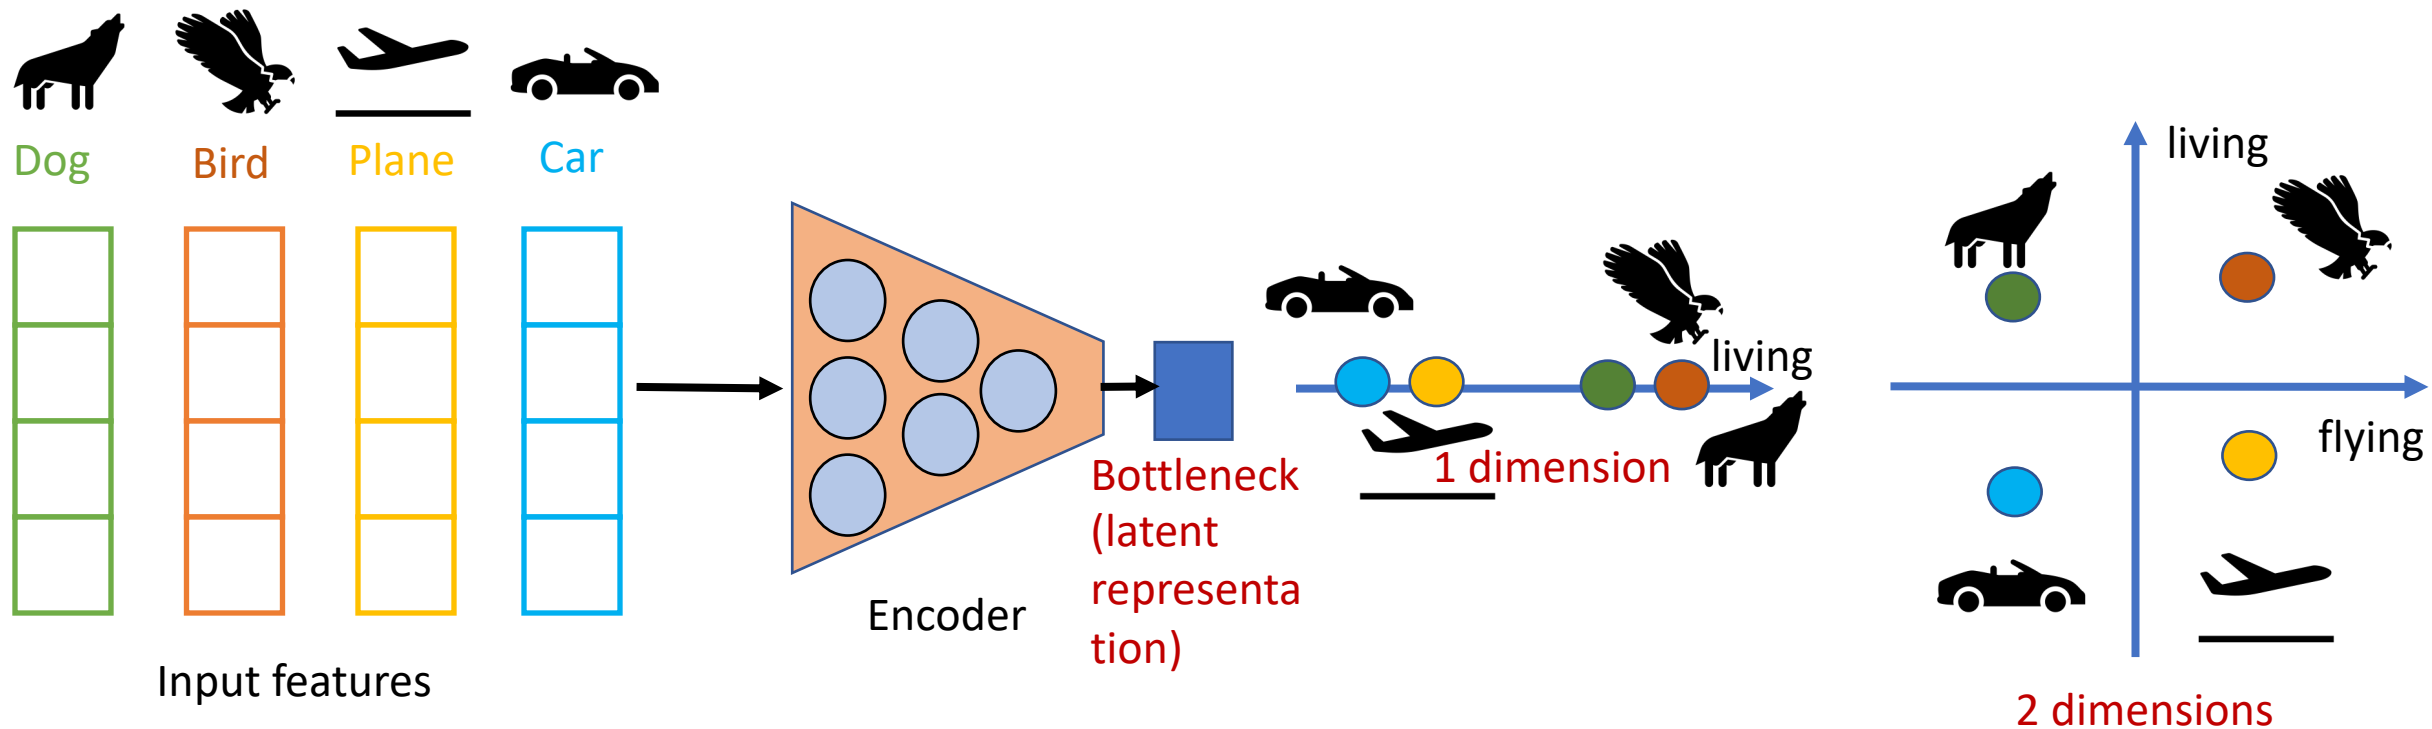 Dog
Bird
Plane
Car
Input features
Encoder
Bottleneck
(latent
representa
tion)
living
1 dimension
living
flying
2 dimensions